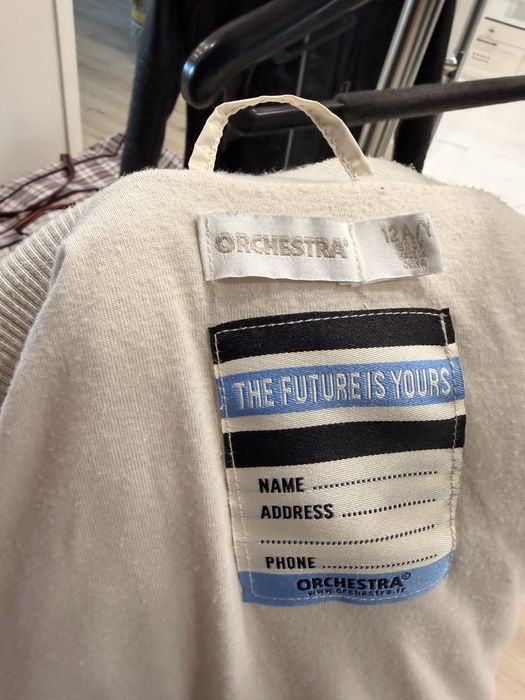 ORCHESTRA
12A/Y
THE FUTURE IS YOURS
NAME
ADDRESS
PHONE
ORCHESTRA©
www.orchestra.fr